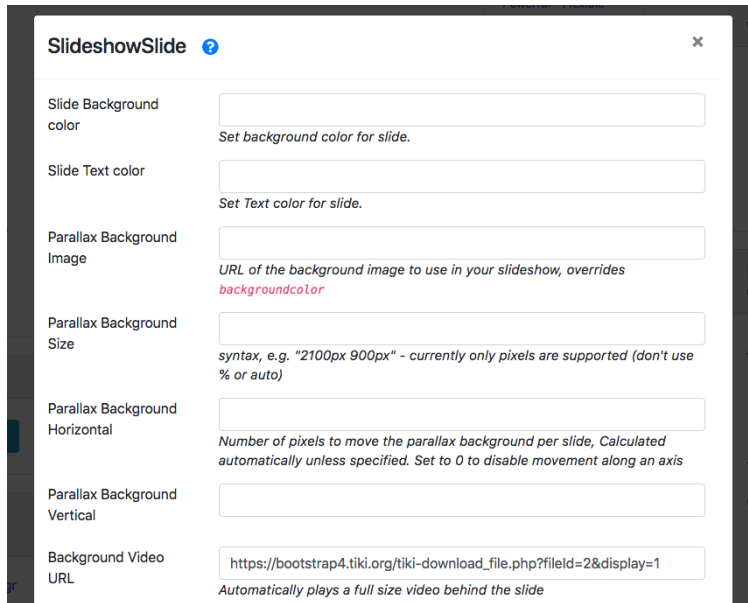 Powerful Flexible
SlideshowSlide ?
×
Slide Background
color
Set background color for slide.
Slide Text color
Set Text color for slide.
Parallax Background
Image
URL of the background image to use in your slideshow, overrides
backgroundcolor
Parallax Background
Size
syntax, e.g. "2100px 900px" - currently only pixels are supported (don't use
% or auto)
Parallax Background
Horizontal
Number of pixels to move the parallax background per slide, Calculated
automatically unless specified. Set to 0 to disable movement along an axis
Parallax Background
Vertical
Background Video
URL
https://bootstrap4.tiki.org/tiki-download_file.php?fileId=2&display=1
Automatically plays a full size video behind the slide
gr